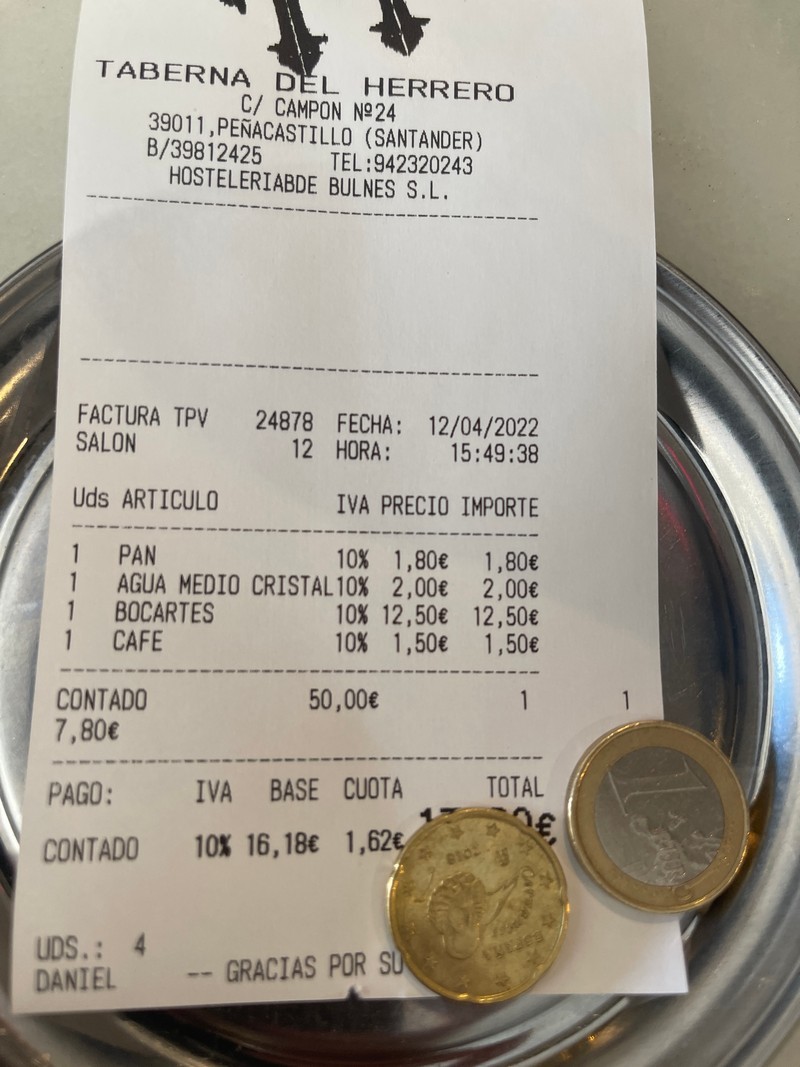 TABERNA DEL HERRERO
C/ CAMPON Nº24
39011,PEÑACASTILLO (SANTANDER)
B/39812425 TEL:942320243
HOSTELERIABDE BULNES S.L.
FACTURA TPV 24878 FECHA: 12/04/2022
SALON 12 HORA: 15:49:38
Uds ARTICULO IVA PRECIO IMPORTE
1 PAN 10% 1,80€ 1,80€
1 AGUA MEDIO CRISTAL10% 2,00€ 2,00€
1 BOCARTES 10% 12,50€ 12,50€
1 CAFE 10% 1,50€ 1,50€
CONTADO 50,00€ 1 1
7,80€
PAGO: IVA BASE CUOTA TOTAL
CONTADO 10% 16,18€ 1,62€
UDS.: 4
DANIEL -- GRACIAS POR SU
1
ESPAÑA